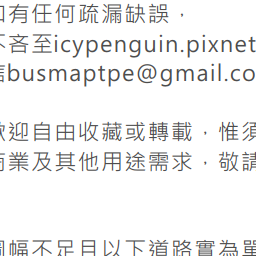 如有任何疏漏缺誤，
不吝至icypenguin.pixnet
信busmaptpe@gmail.co
歡迎自由收藏或轉載，惟須
商業及其他用途需求，敬請
圖幅不足且以下道路實為單